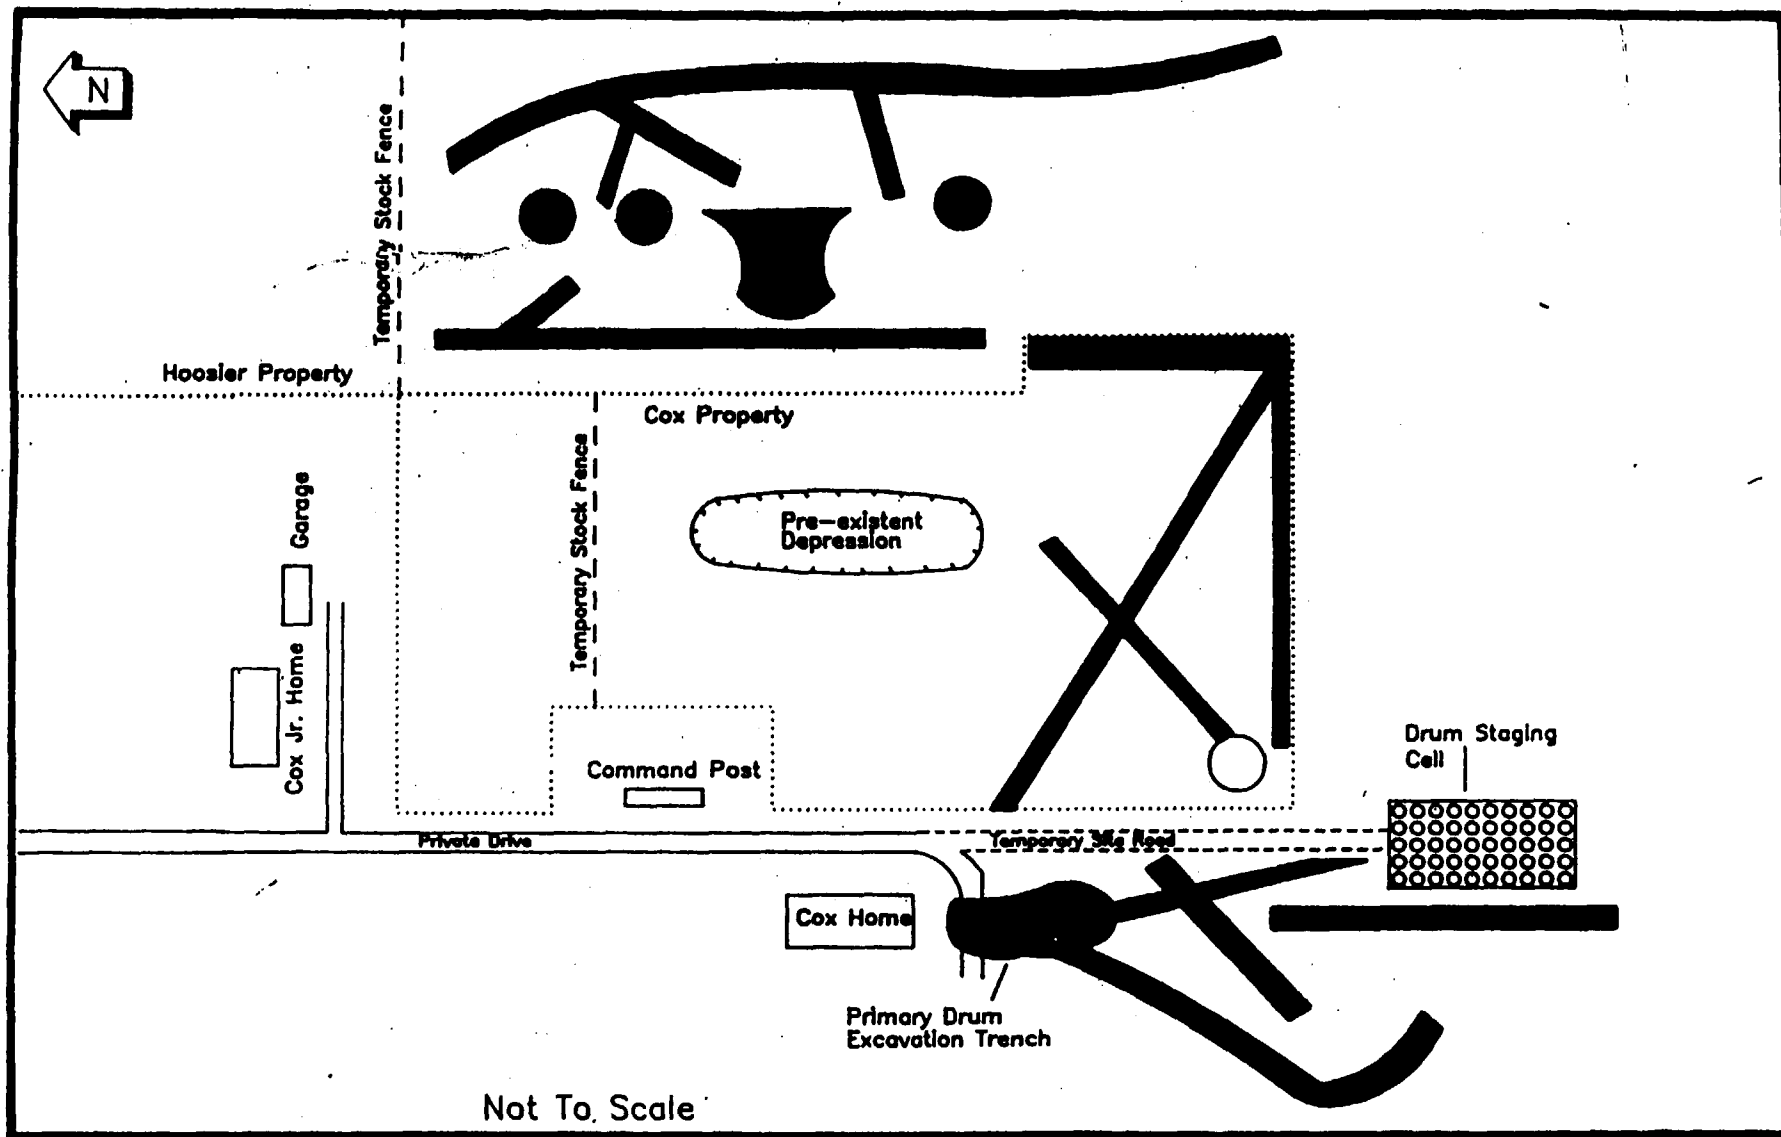 N
Temporary Stock Fence
Hoosier Property
Cox Property
Temporary Stock Fence
Garage
Pre-existent
Depression
Cox Jr. Home
Drum Staging
Cell
Command Post
Private Drive
Temporary Site Road
Cox Home
Primary Drum
Excavation Trench
Not To Scale